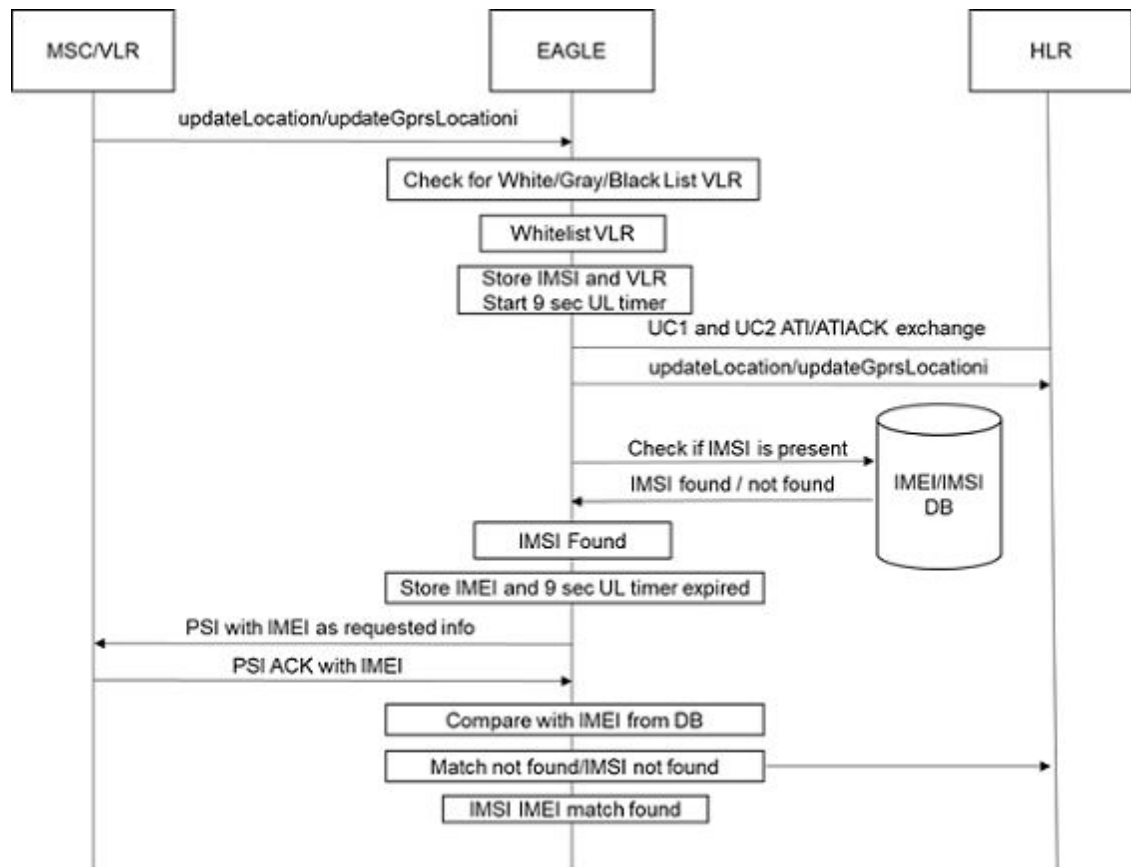 MSC/VLR
EAGLE
HLR
updateLocation/updateGprsLocationi
Check for White/Gray/Black List VLR
Whitelist VLR
Store IMSI and VLR
Start 9 sec UL timer
UC1 and UC2 ATI/ATIACK exchange
updateLocation/updateGprsLocationi
Check if IMSI is present
IMSI found / not found
IMEI/IMSI
DB
IMSI Found
Store IMEI and 9 sec UL timer expired
PSI with IMEI as requested info
PSI ACK with IMEI
Compare with IMEI from DB
Match not found/IMSI not found
IMSI IMEI match found